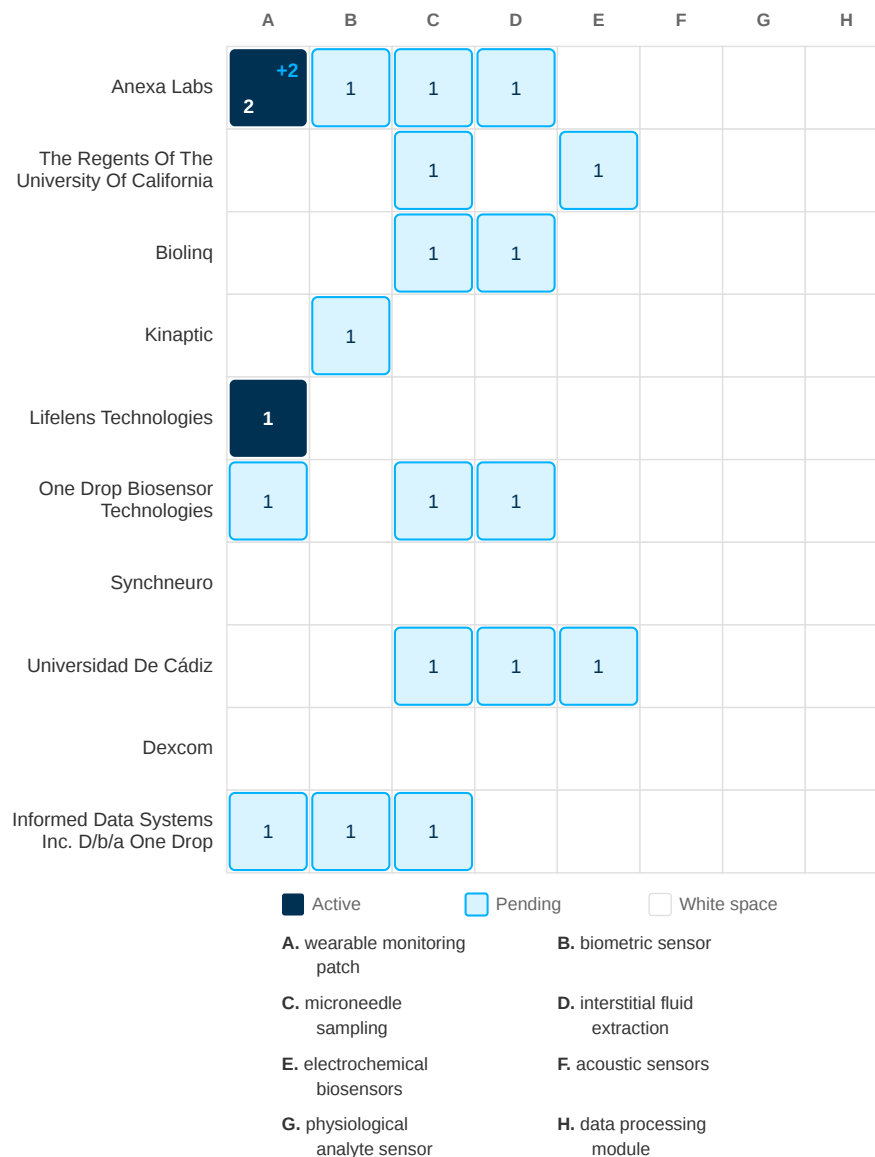 A B C D E F G H
Anexa Labs
+2
2 1 1 1
The Regents Of The
University Of California
1 1
Biolinq
1 1
Kinaptic
1
Lifelens Technologies
1
One Drop Biosensor
Technologies
1 1 1
Synchneuro
Universidad De Cádiz
1 1 1
Dexcom
Informed Data Systems
Inc. D/b/a One Drop
1 1 1
Active Pending White space
A. wearable monitoring
patch
B. biometric sensor
C. microneedle
sampling
D. interstitial fluid
extraction
E. electrochemical
biosensors
F. acoustic sensors
G. physiological
analyte sensor
H. data processing
module